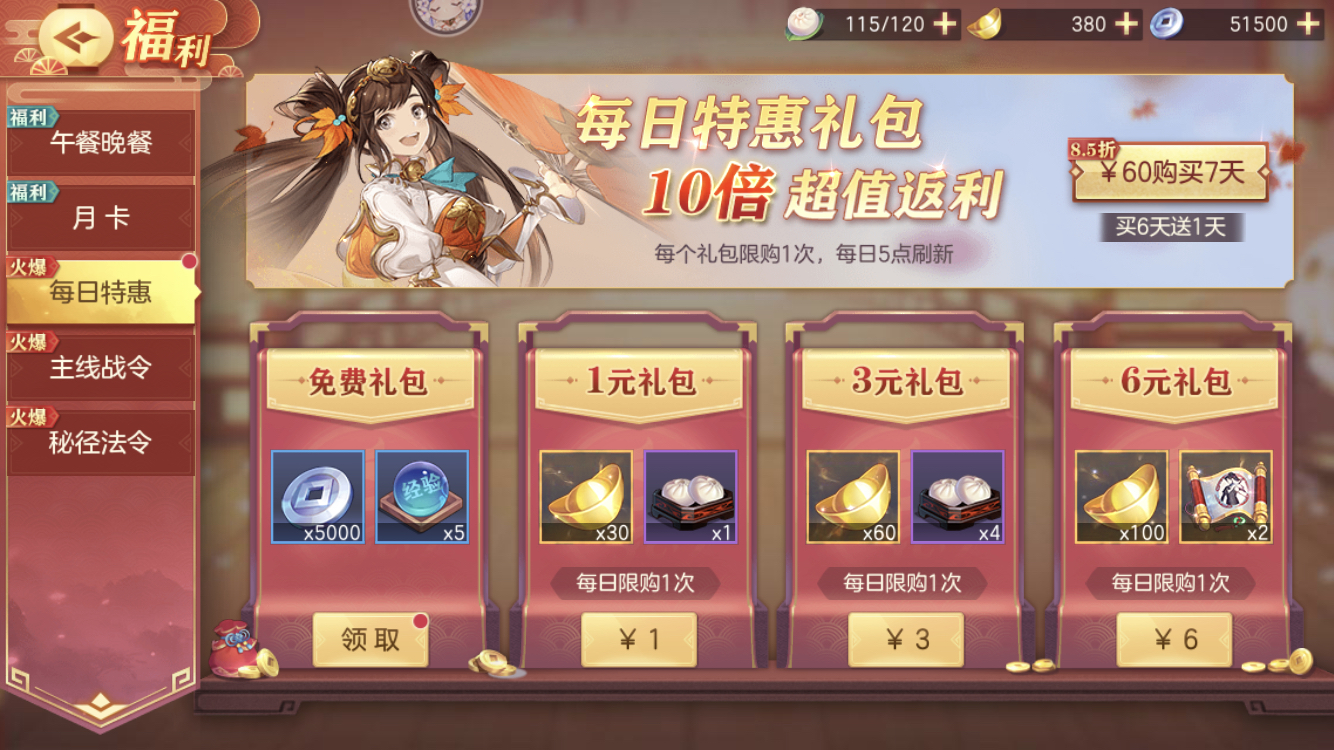 福利
115/120
380
51500
福利
午餐晚餐
福利
月卡
火爆
每日特惠
火爆
主线战令
火爆
秘径法令
每日特惠礼包
10倍超值返利
每个礼包限购1次，每日5点刷新
8.5折
￥60购买7天
买6天送1天
免费礼包
经验
x5000
x5
领取
1元礼包
x30
x1
每日限购1次
￥1
3元礼包
x60
x4
每日限购1次
￥3
6元礼包
x100
x2
每日限购1次
￥6